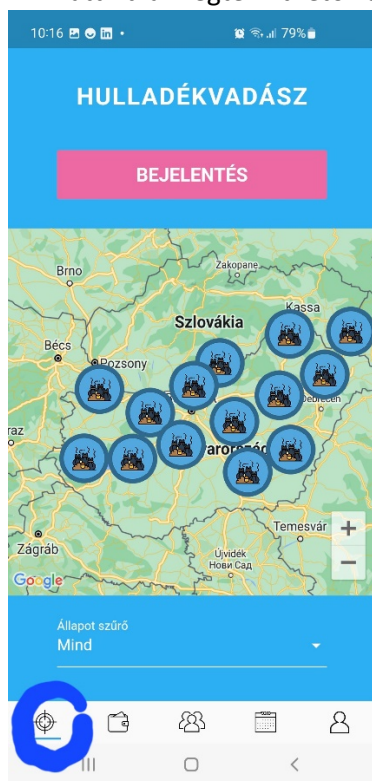 10:16 79%
HULLADÉKVADÁSZ
BEJELENTÉS
Brno
Zakopane
Szlovákia
Kassa
Bécs
Pozsony
Debrecen
raz
Temesvár
Zágráb
Újvidék
Нови Сад
Google
+
−
Állapot szűrő
Mind